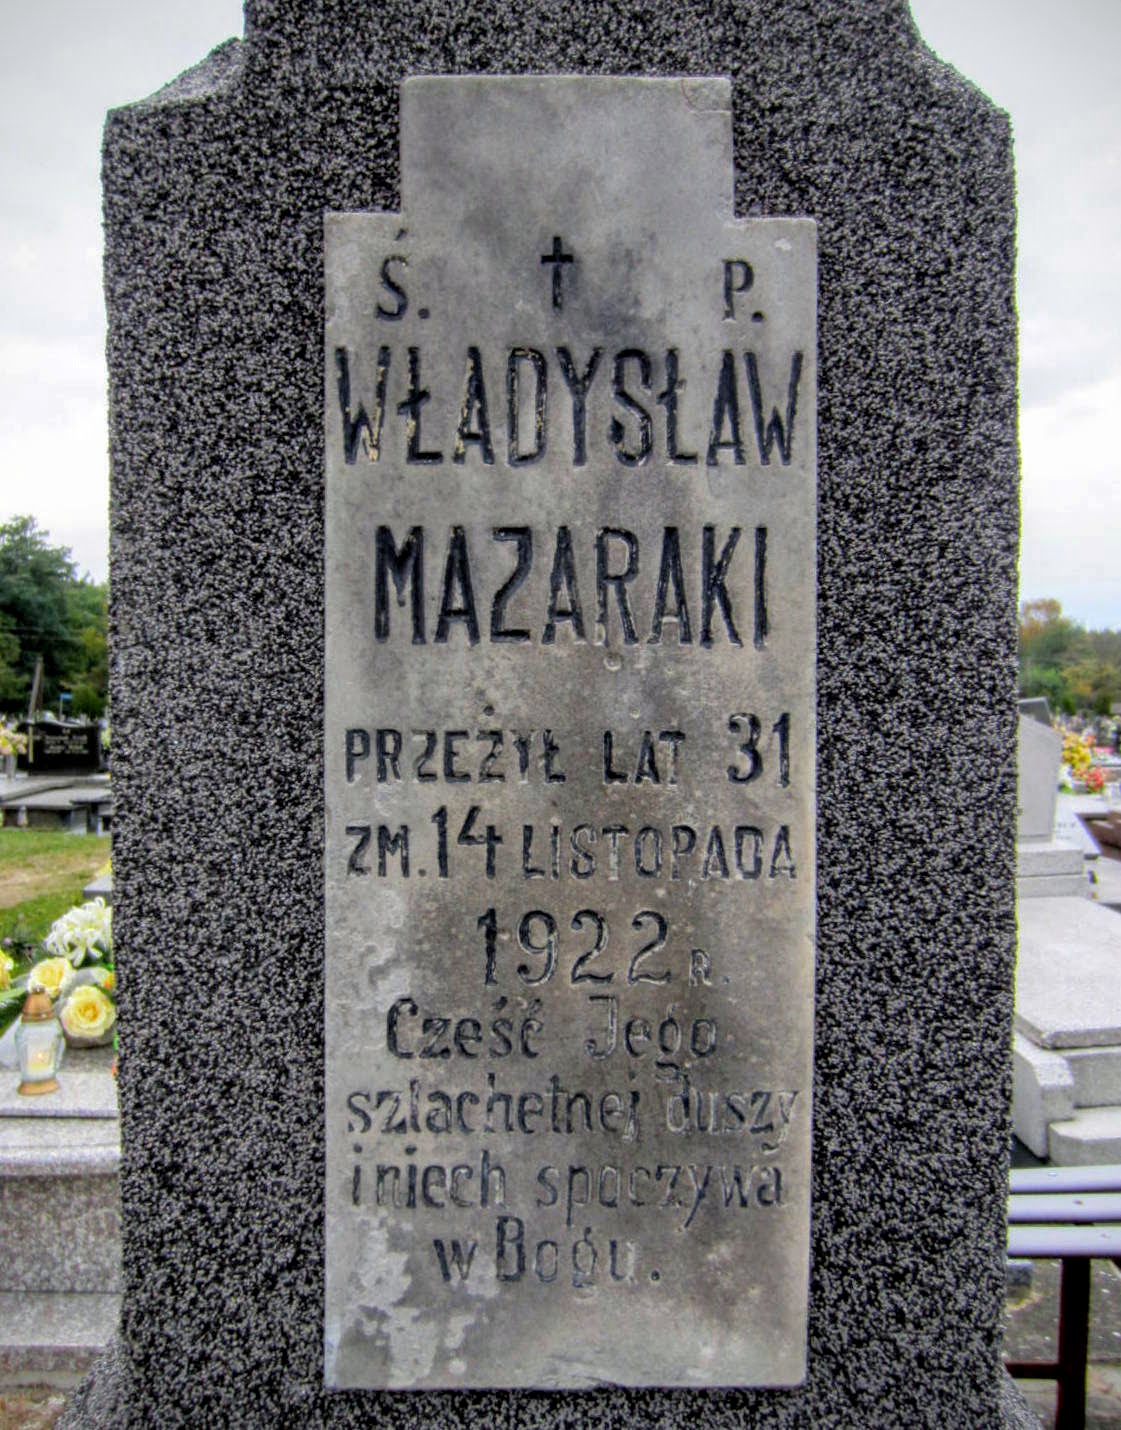 Ś. † P.
WŁADYSŁAW
MAZARAKI
PRZEŻYŁ LAT 31
ZM. 14 LISTOPADA
1922 R.
Cześć Jego
szlachetnej duszy
i niech spoczywa
w Bogu.